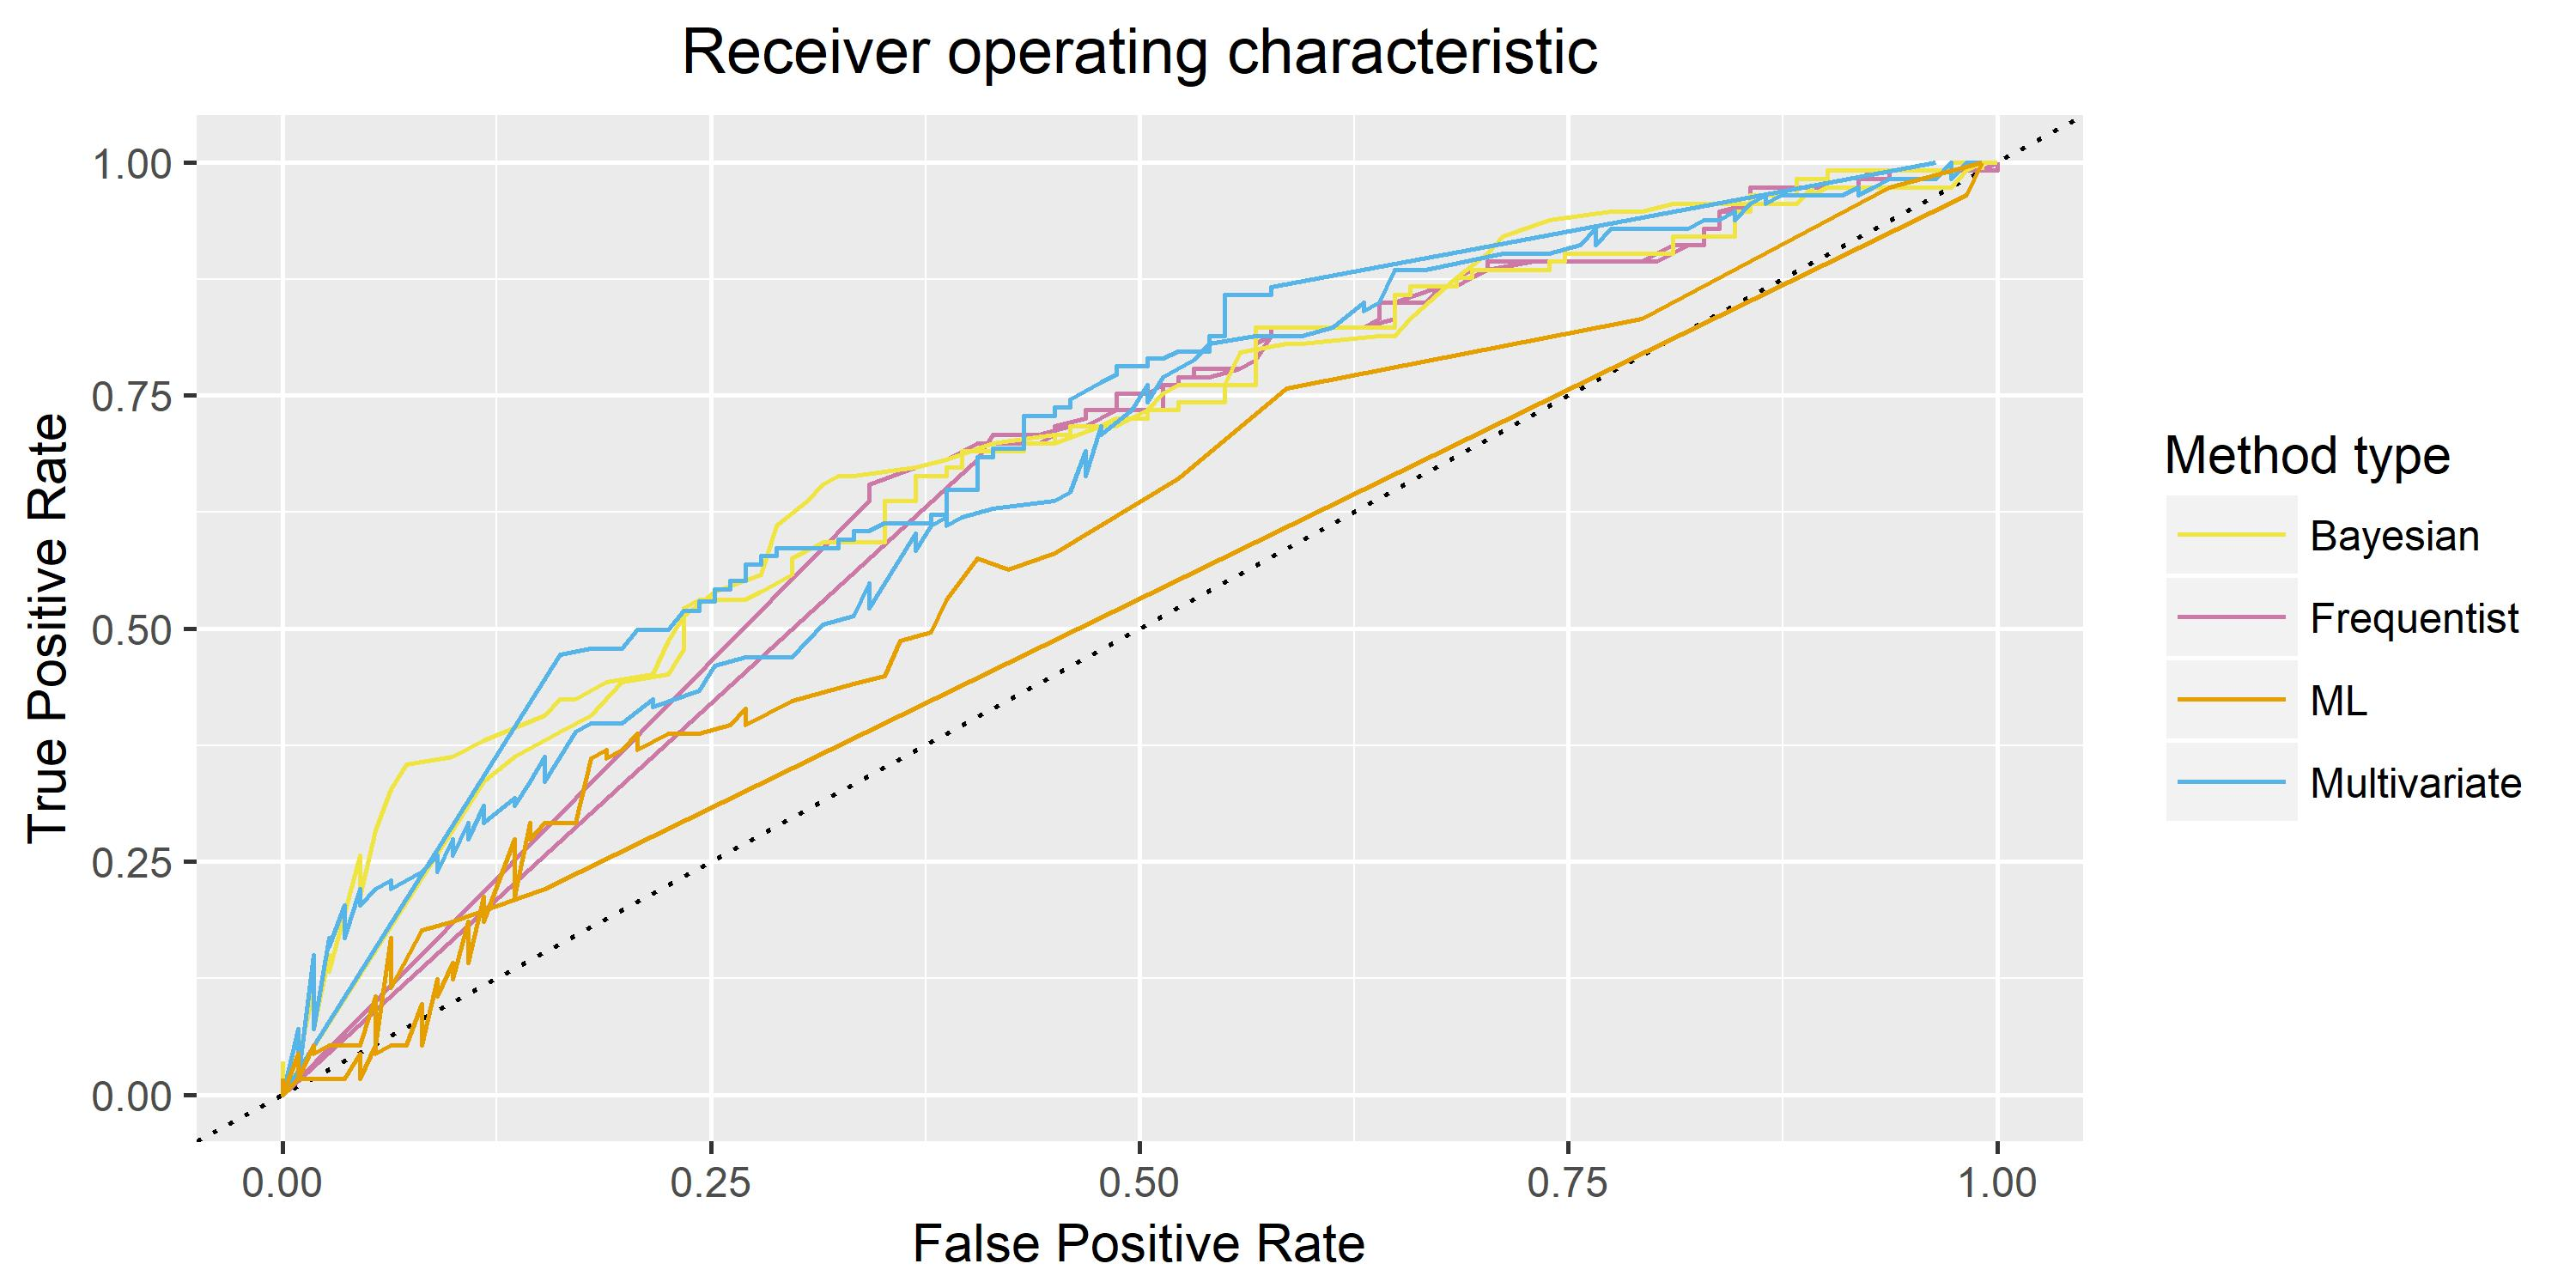 Receiver operating characteristic
1.00
0.75
0.50
0.25
0.00
True Positive Rate
0.00 0.25 0.50 0.75 1.00
False Positive Rate
Method type
Bayesian
Frequentist
ML
Multivariate